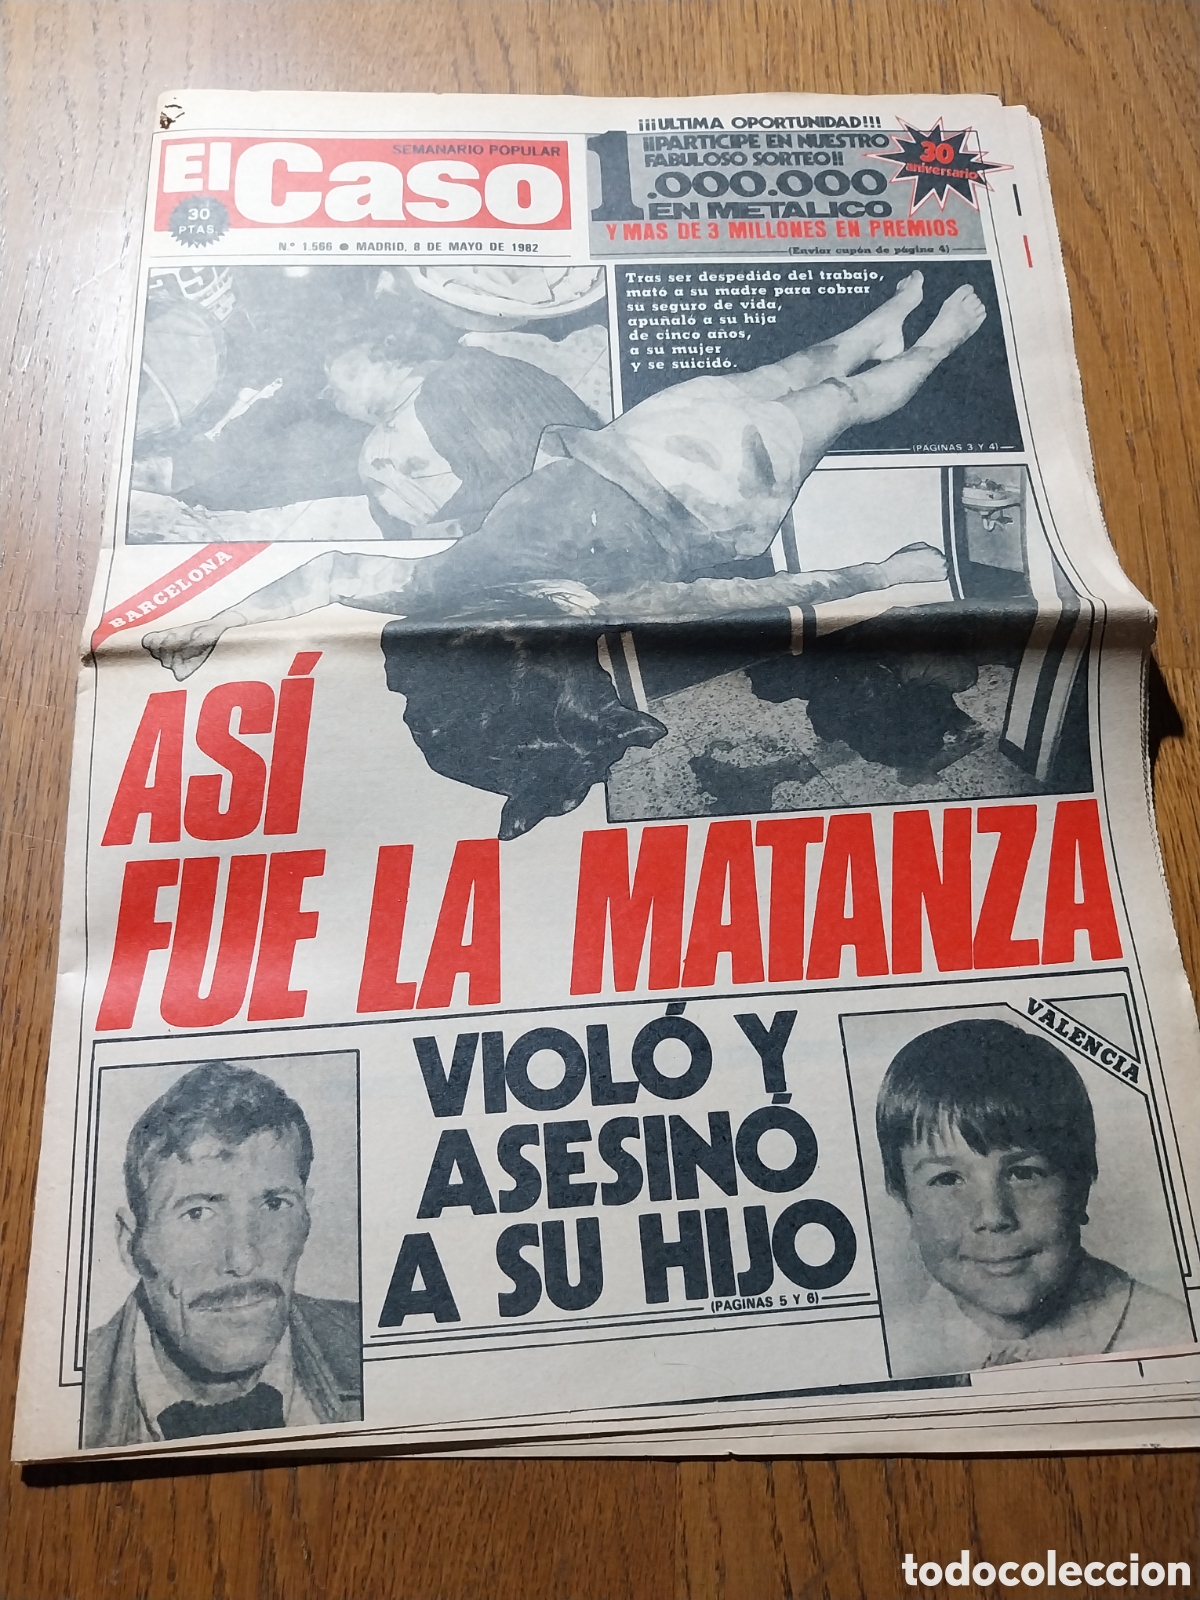 ¡¡¡ULTIMA OPORTUNIDAD!!!
¡¡PARTICIPE EN NUESTRO
FABULOSO SORTEO!!
1.000.000
EN METALICO
Y MAS DE 3 MILLONES EN PREMIOS
(Enviar cupón de página 4)
30
aniversario
SEMANARIO POPULAR
El Caso
30
PTAS.
N.º 1.566 ● MADRID, 8 DE MAYO DE 1982
Tras ser despedido del trabajo,
mató a su madre para cobrar
su seguro de vida,
apuñaló a su hija
de cinco años,
a su mujer
y se suicidó.
(PAGINAS 3 Y 4)
BARCELONA
ASÍ
FUE LA MATANZA
VIOLÓ Y
ASESINÓ
A SU HIJO
(PAGINAS 5 Y 6)
VALENCIA
todocoleccion